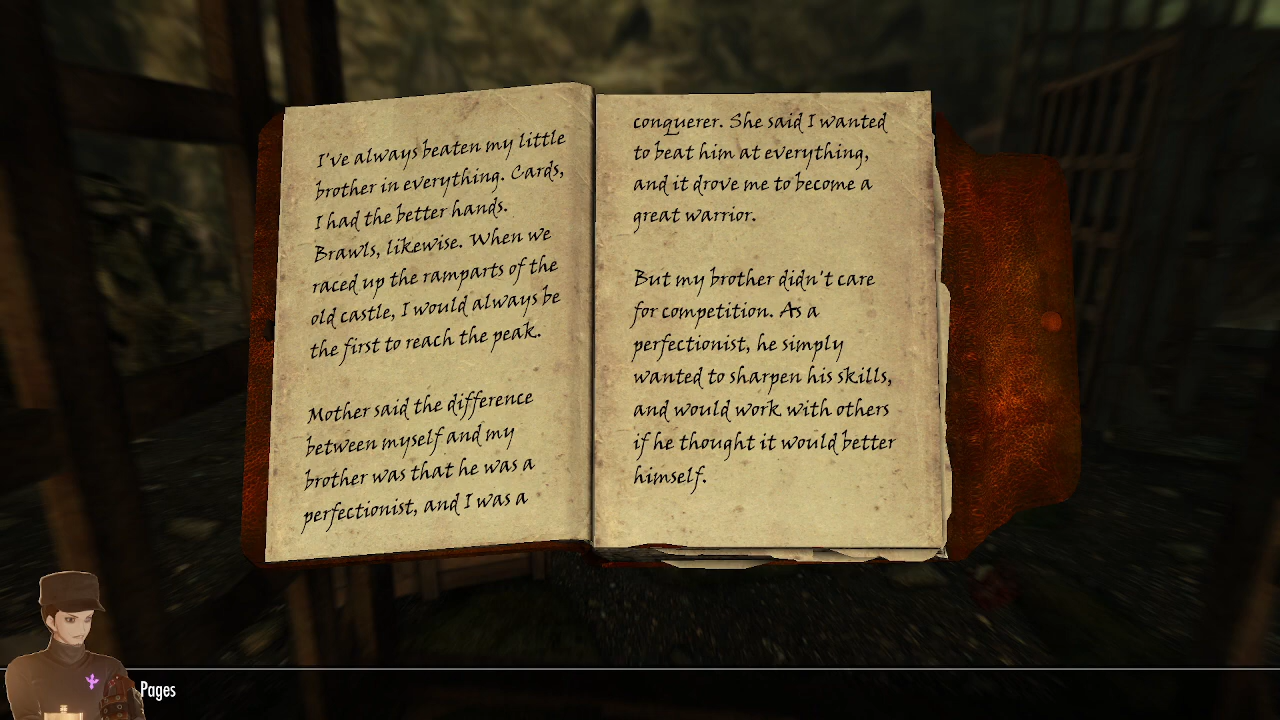 I've always beaten my little
brother in everything. Cards,
I had the better hands.
Brawls, likewise. When we
raced up the ramparts of the
old castle, I would always be
the first to reach the peak.
Mother said the difference
between myself and my
brother was that he was a
perfectionist, and I was a
conquerer. She said I wanted
to beat him at everything,
and it drove me to become a
great warrior.
But my brother didn't care
for competition. As a
perfectionist, he simply
wanted to sharpen his skills,
and would work with others
if he thought it would better
himself.
Pages